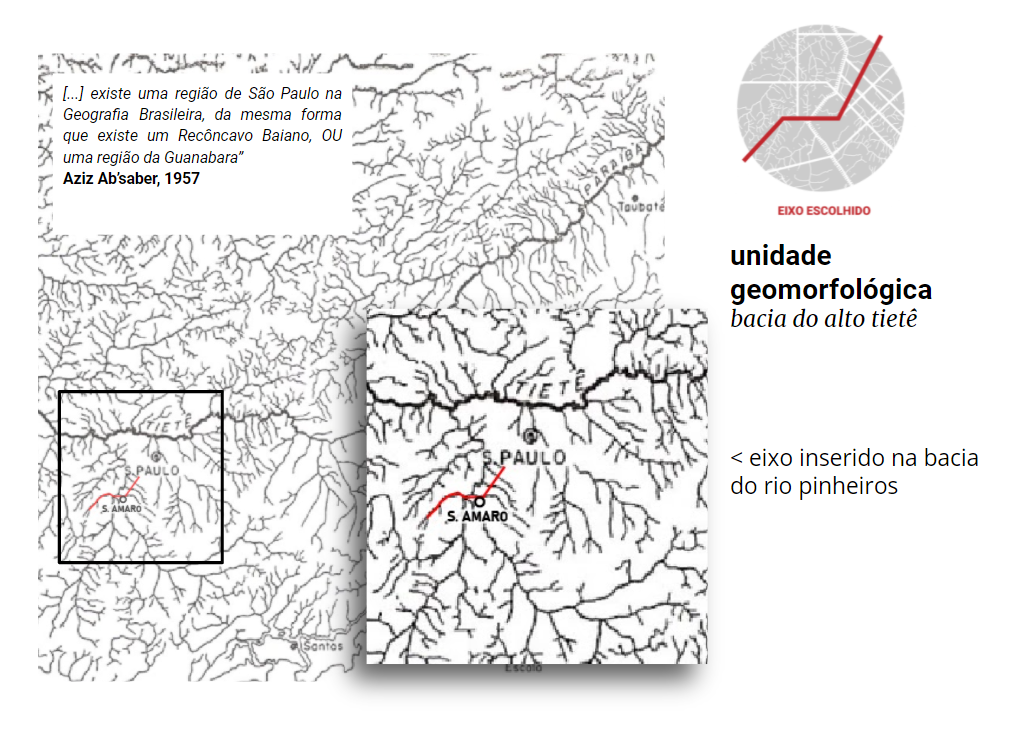 [...] existe uma região de São Paulo na
Geografia Brasileira, da mesma forma
que existe um Recôncavo Baiano, OU
uma região da Guanabara”
Aziz Ab’saber, 1957
PARAÍBA
Taubaté
TIETÊ
S.PAULO
S. AMARO
Santos
TIETÊ
S.PAULO
S. AMARO
Escala
EIXO ESCOLHIDO
unidade
geomorfológica
bacia do alto tietê
< eixo inserido na bacia
do rio pinheiros